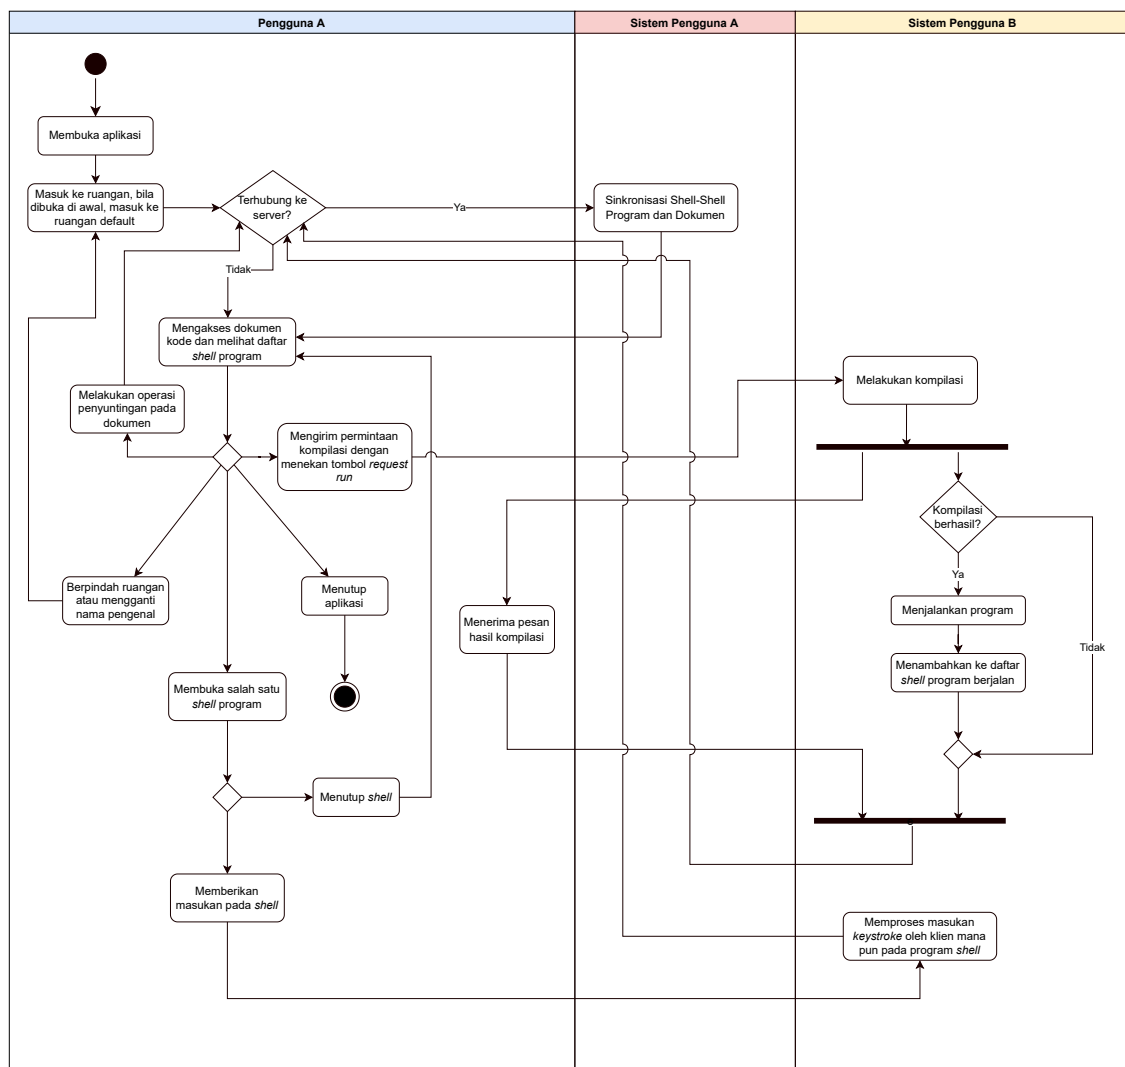 Pengguna A
Sistem Pengguna A
Sistem Pengguna B
Membuka aplikasi
Masuk ke ruangan, bila
dibuka di awal, masuk ke
ruangan default
Terhubung ke
server?
Ya
Sinkronisasi Shell-Shell
Program dan Dokumen
Tidak
Mengakses dokumen
kode dan melihat daftar
shell program
Melakukan operasi
penyuntingan pada
dokumen
Mengirim permintaan
kompilasi dengan
menekan tombol request
run
Melakukan kompilasi
Kompilasi
berhasil?
Ya
Tidak
Menjalankan program
Menambahkan ke daftar
shell program berjalan
Berpindah ruangan
atau mengganti
nama pengenal
Menutup
aplikasi
Menerima pesan
hasil kompilasi
Membuka salah satu
shell program
Menutup shell
Memberikan
masukan pada shell
Memproses masukan
keystroke oleh klien mana
pun pada program shell